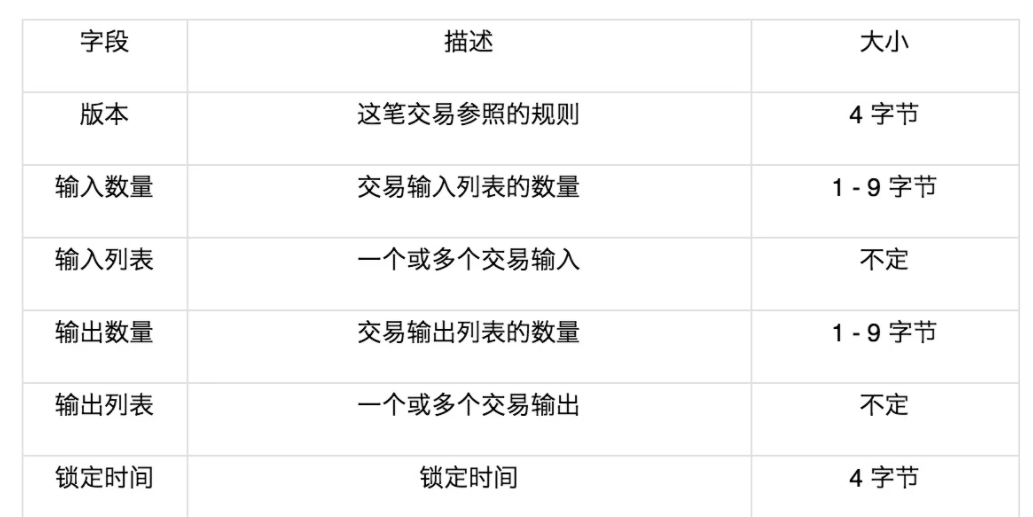 字段 描述 大小
版本 这笔交易参照的规则 4 字节
输入数量 交易输入列表的数量 1 - 9 字节
输入列表 一个或多个交易输入 不定
输出数量 交易输出列表的数量 1 - 9 字节
输出列表 一个或多个交易输出 不定
锁定时间 锁定时间 4 字节